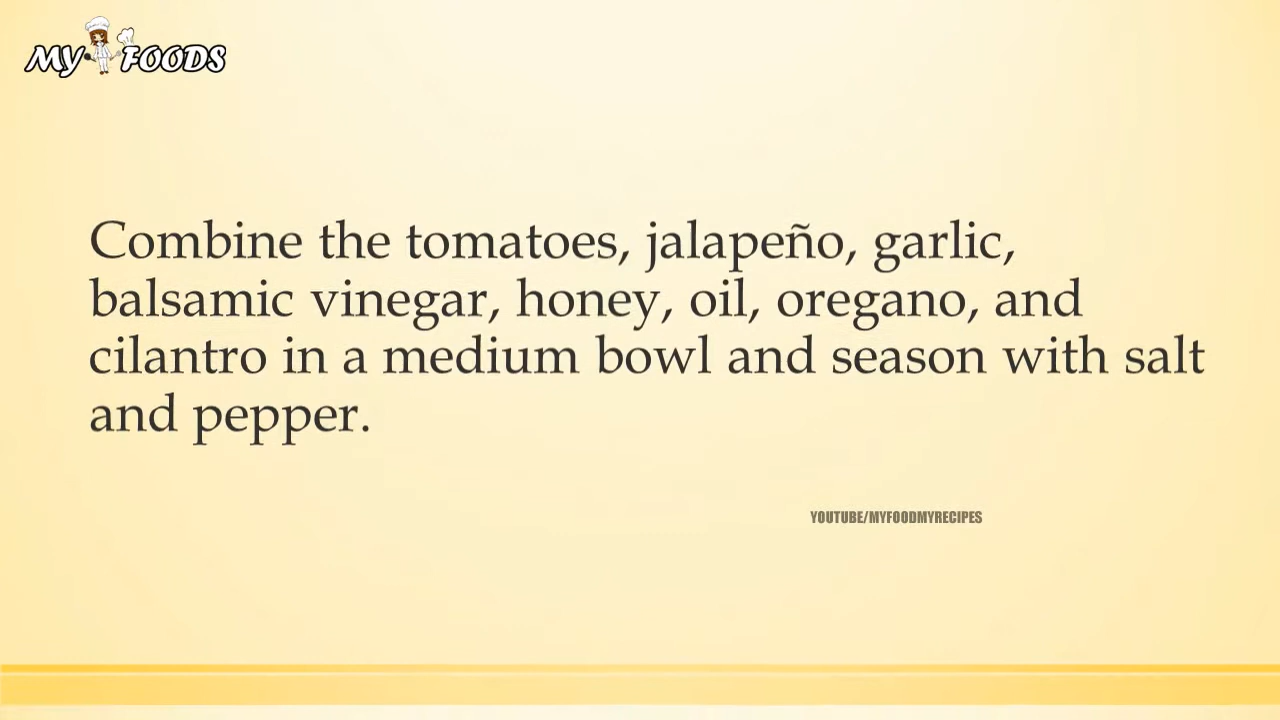 MY FOODS
Combine the tomatoes, jalapeño, garlic,
balsamic vinegar, honey, oil, oregano, and
cilantro in a medium bowl and season with salt
and pepper.
YOUTUBE/MYFOODMYRECIPES